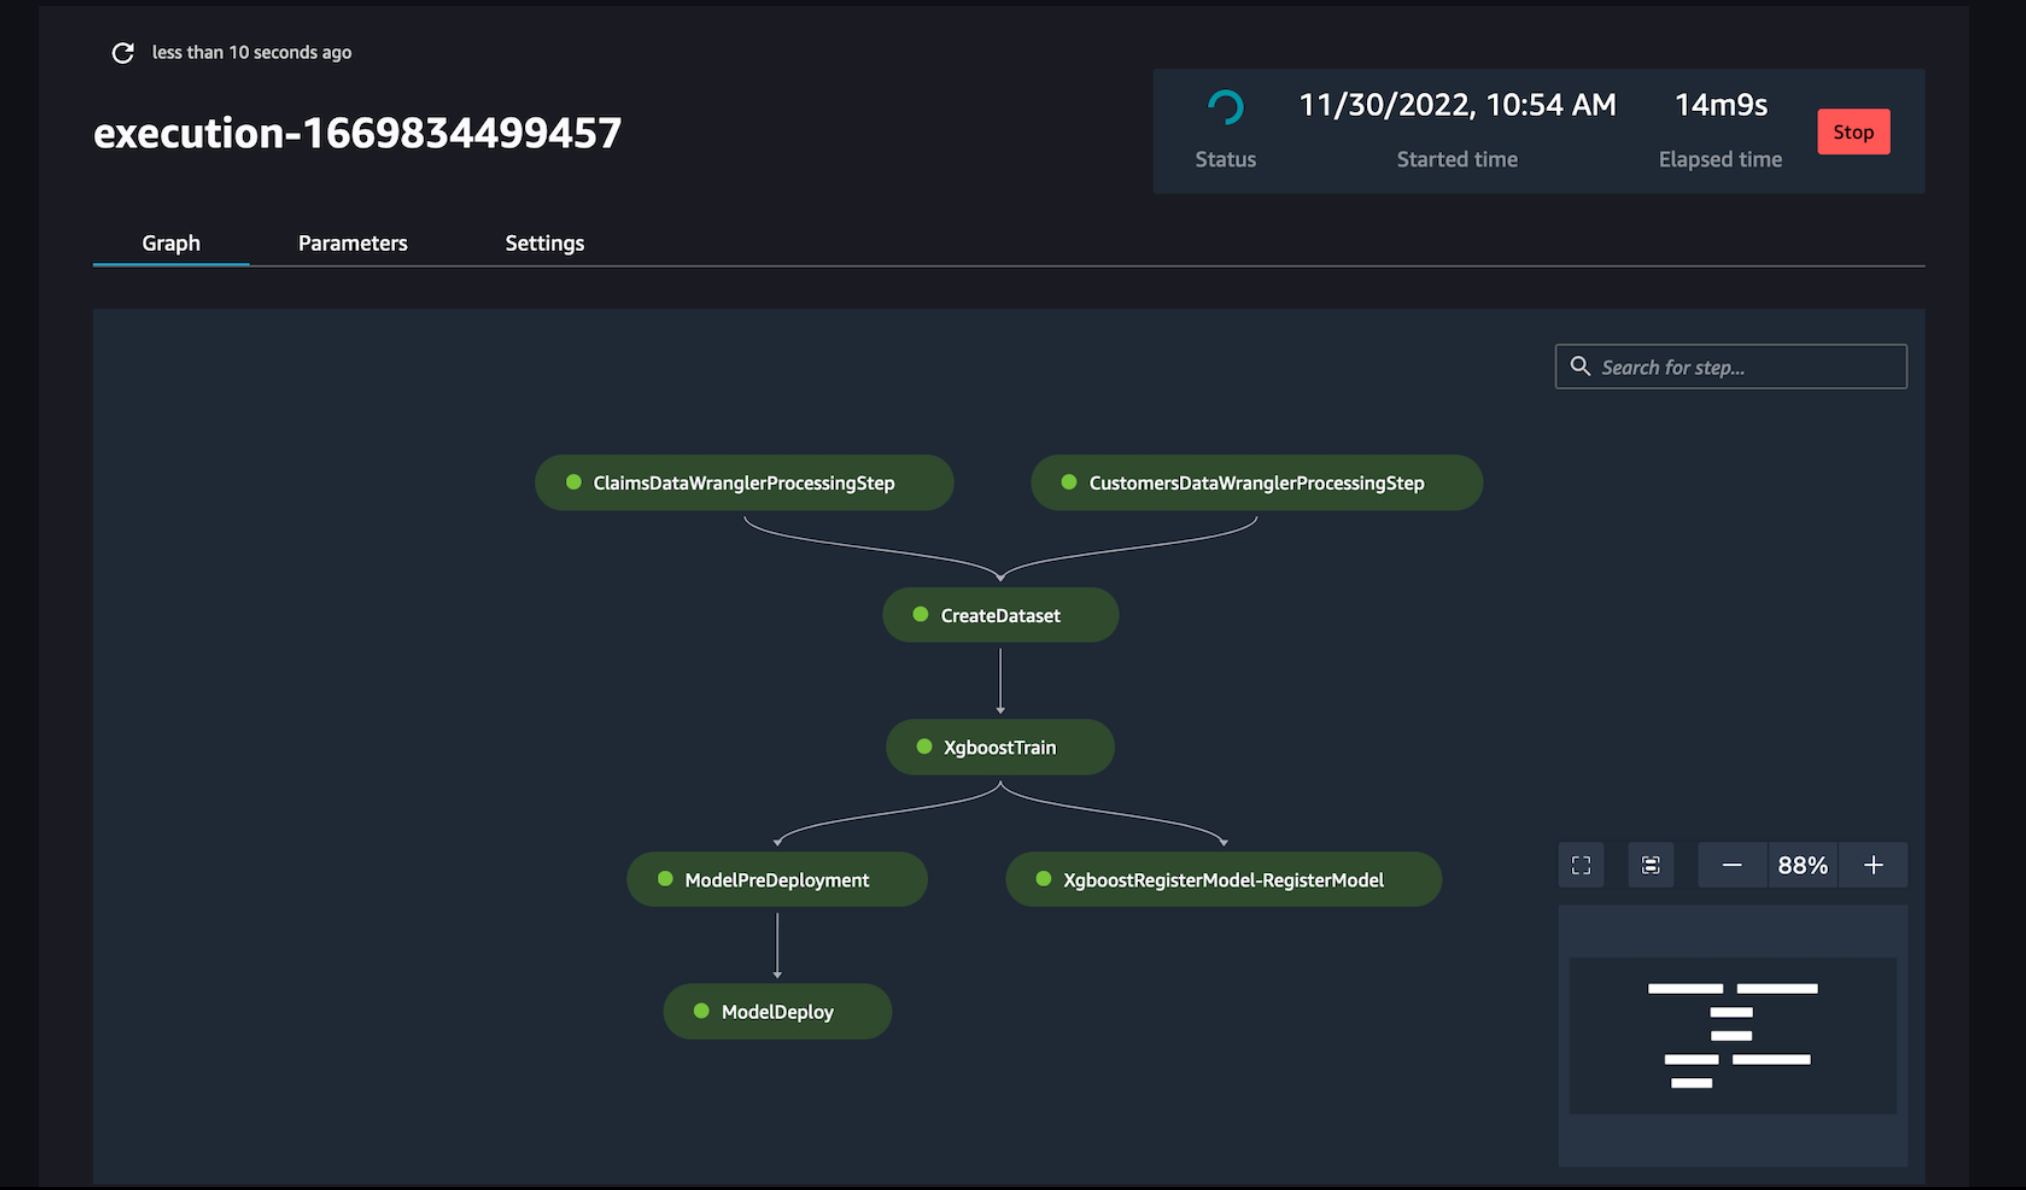 less than 10 seconds ago
execution-1669834499457
11/30/2022, 10:54 AM
14m9s
Stop
Status
Started time
Elapsed time
Graph
Parameters
Settings
Search for step...
ClaimsDataWranglerProcessingStep
CustomersDataWranglerProcessingStep
CreateDataset
XgboostTrain
ModelPreDeployment
XgboostRegisterModel-RegisterModel
88%
ModelDeploy